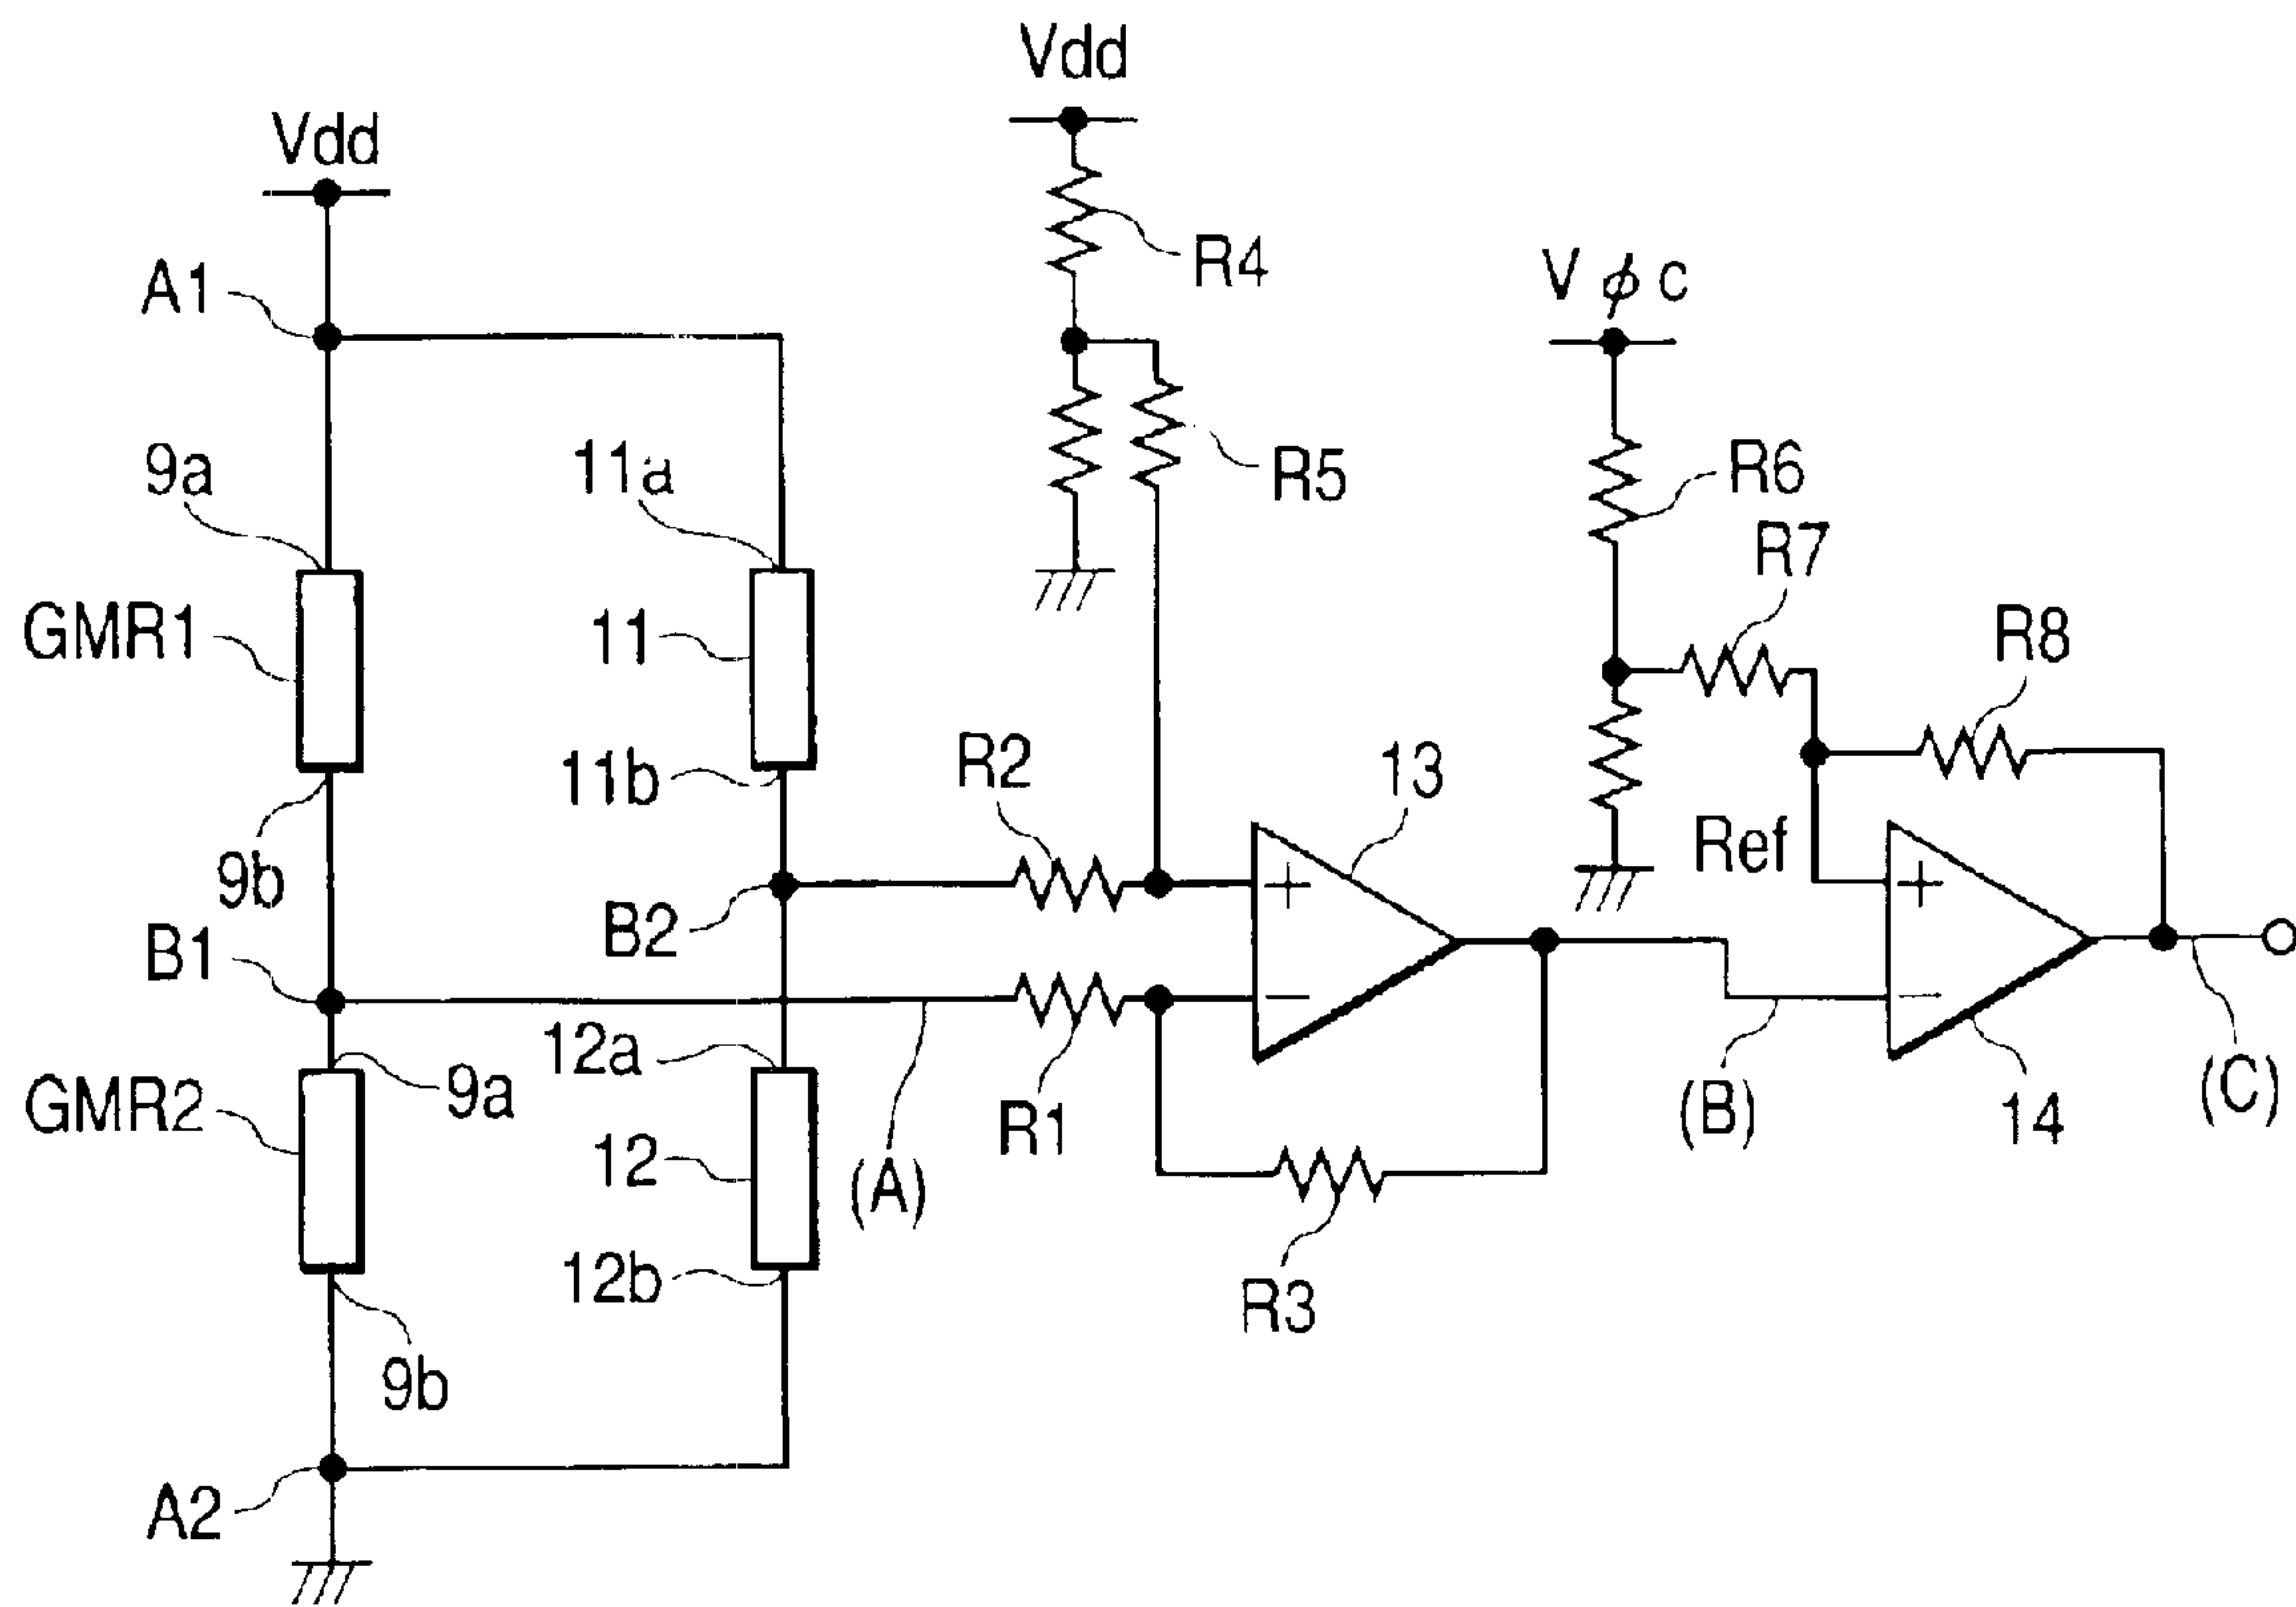 Vdd
Vdd
A1
R4
V ϕ c
9a
11a
R5
R6
R7
GMR1
11
R8
11b
R2
13
9b
Ref
B2
B1
12a
9a
GMR2
R1
(B)
14
(C)
12
(A)
12b
R3
9b
A2
+
−
+
−